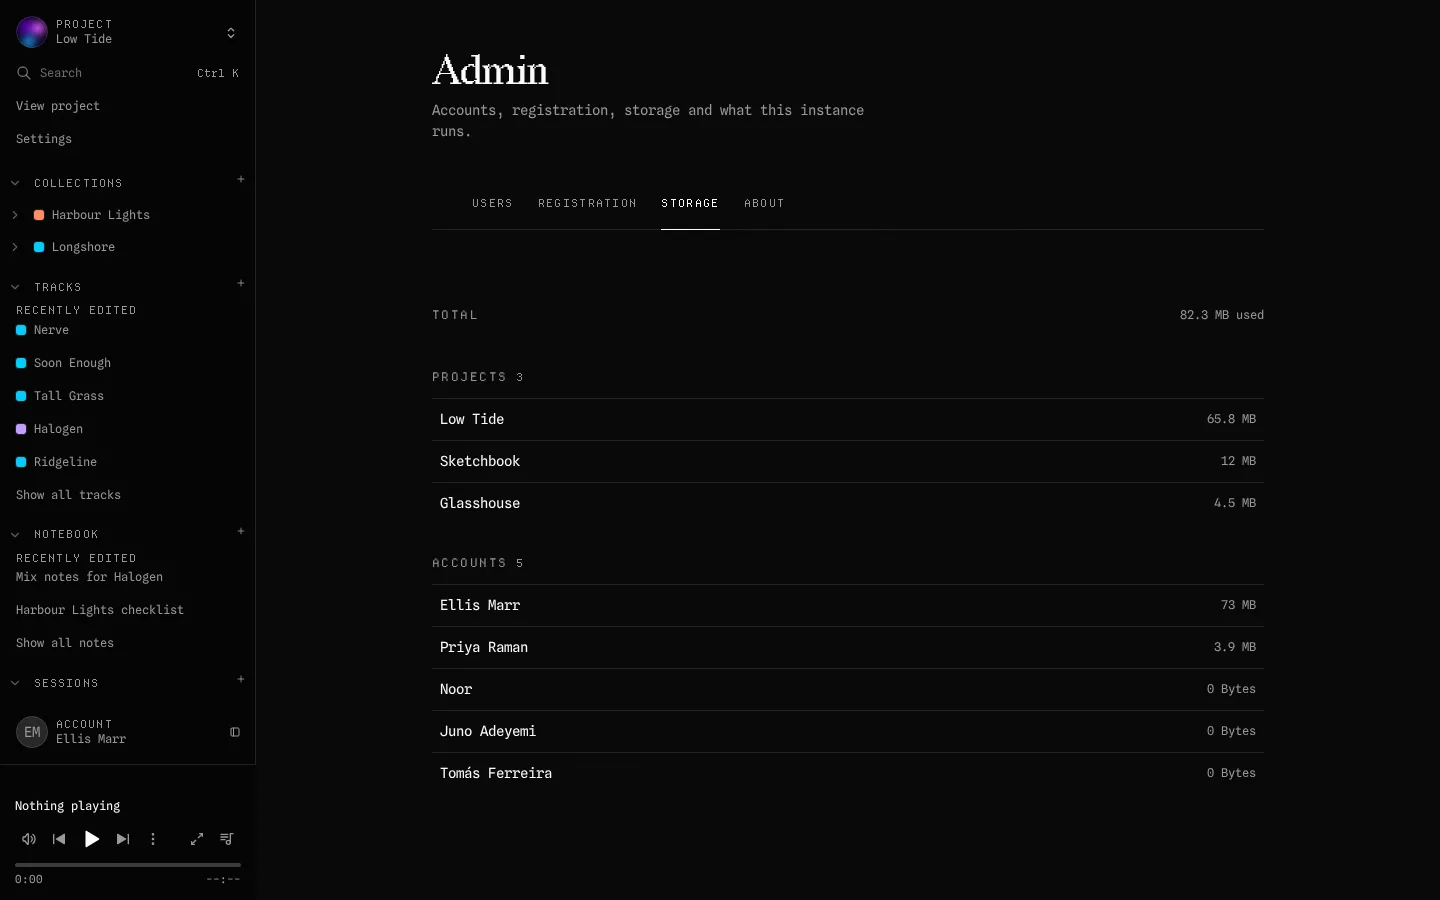 PROJECT
Low Tide
Search Ctrl K
View project
Settings
COLLECTIONS +
Harbour Lights
Longshore
TRACKS +
RECENTLY EDITED
Nerve
Soon Enough
Tall Grass
Halogen
Ridgeline
Show all tracks
NOTEBOOK +
RECENTLY EDITED
Mix notes for Halogen
Harbour Lights checklist
Show all notes
SESSIONS +
EM
ACCOUNT
Ellis Marr
Nothing playing
0:00 --:--
Admin
Accounts, registration, storage and what this instance
runs.
USERS REGISTRATION STORAGE ABOUT
TOTAL 82.3 MB used
PROJECTS 3
Low Tide 65.8 MB
Sketchbook 12 MB
Glasshouse 4.5 MB
ACCOUNTS 5
Ellis Marr 73 MB
Priya Raman 3.9 MB
Noor 0 Bytes
Juno Adeyemi 0 Bytes
Tomás Ferreira 0 Bytes